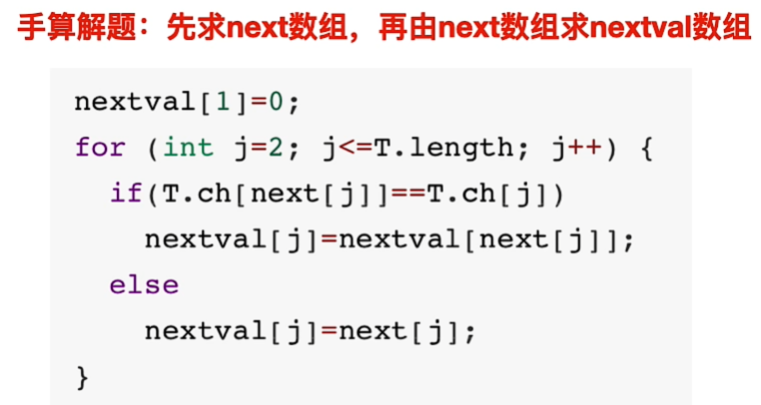 手算解题：先求next数组，再由next数组求nextval数组
nextval[1]=0;
for (int j=2; j<=T.length; j++) {
  if(T.ch[next[j]]==T.ch[j])
    nextval[j]=nextval[next[j]];
  else
    nextval[j]=next[j];
}